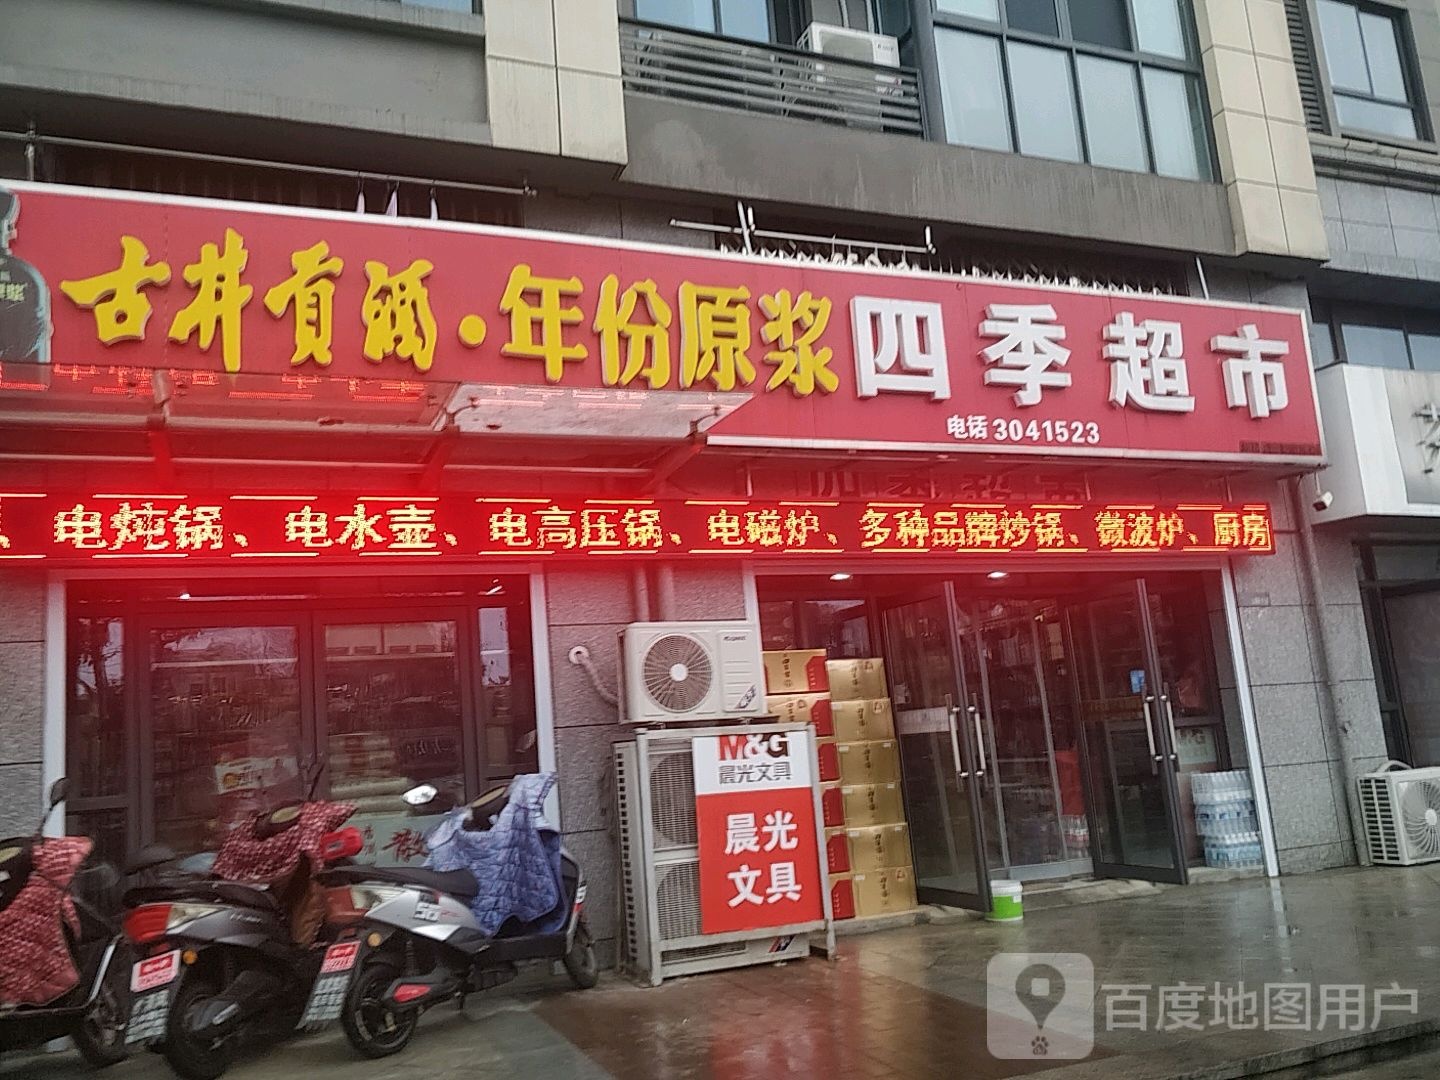 古井贡酒·年份原浆 四季超市
电话 3041523
、电炖锅、电水壶、电高压锅、电磁炉、多种品牌炒锅、微波炉、厨房
M&G
晨光文具
晨光
文具
百度地图用户